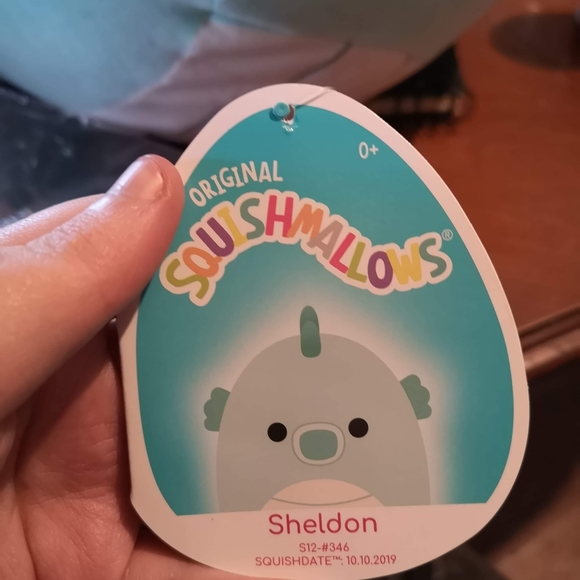 0+
ORIGINAL
SQUISHMALLOWS®
Sheldon
S12-#346
SQUISHDATE™: 10.10.2019